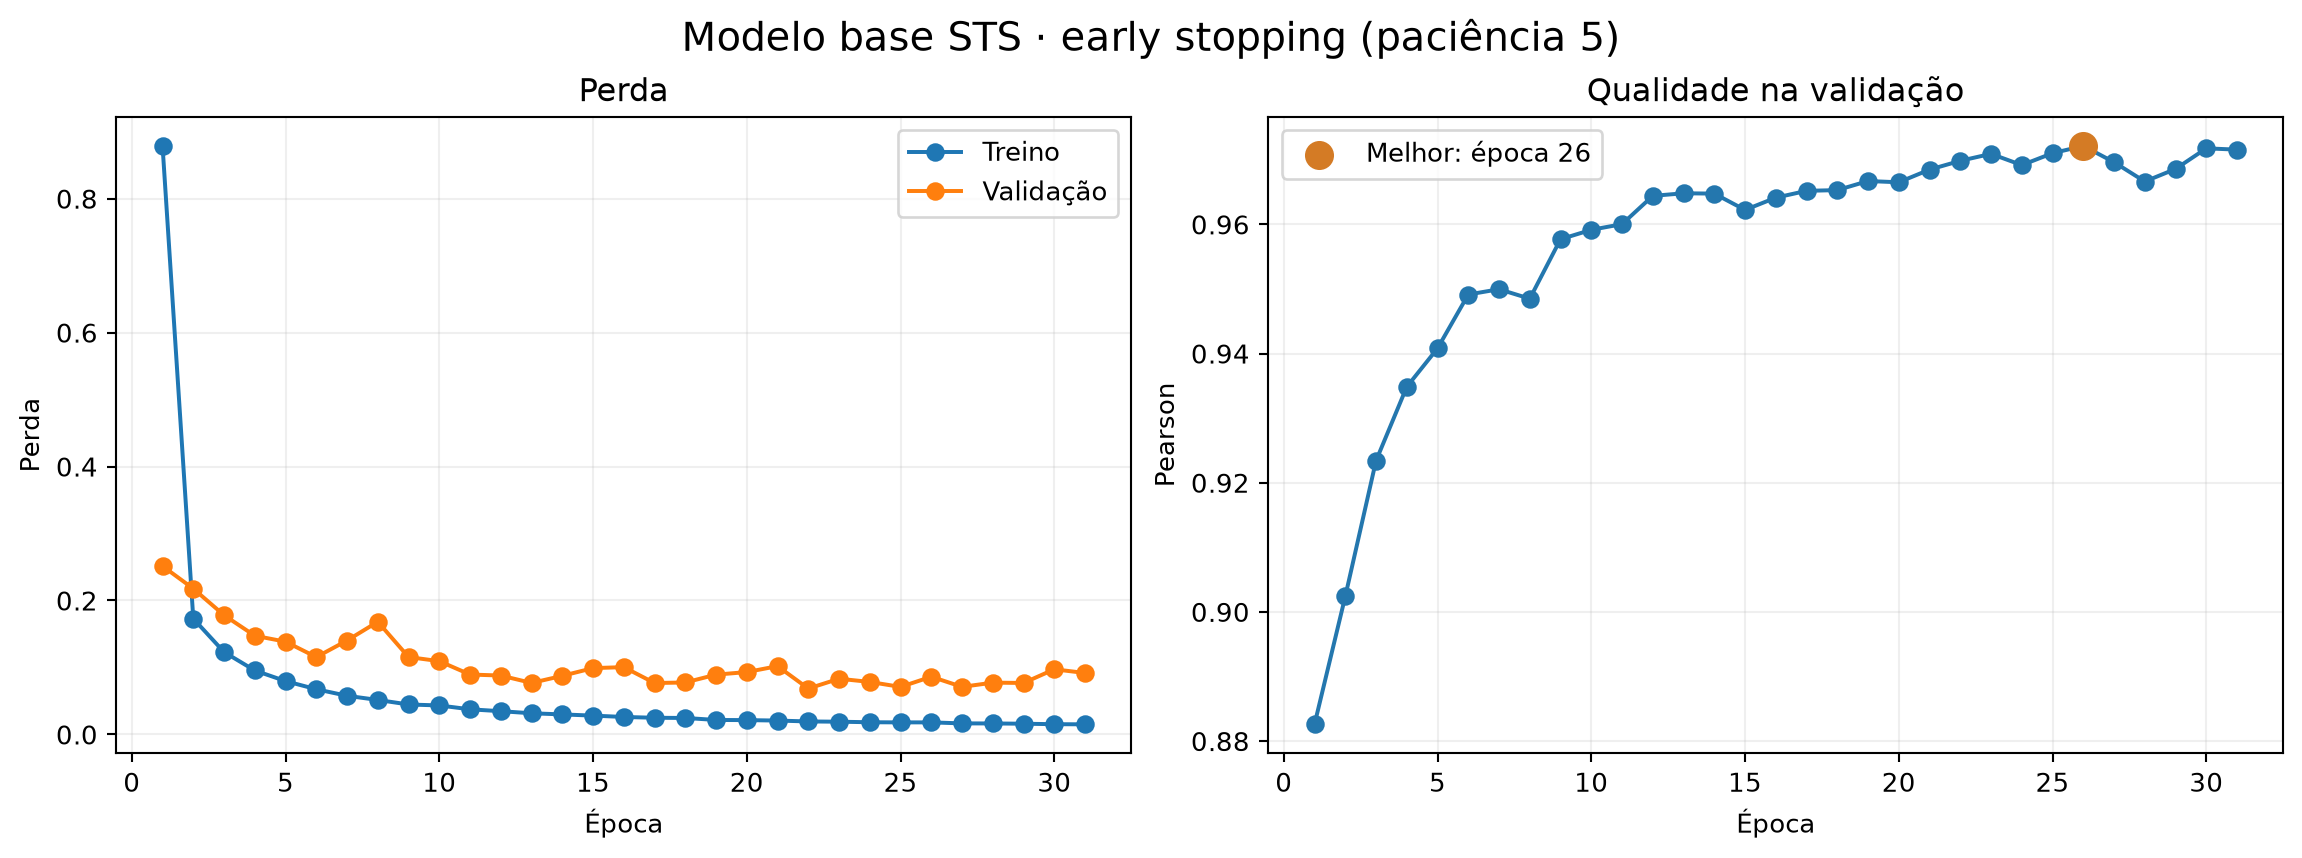 Modelo base STS · early stopping (paciência 5)
Perda
Treino
Validação
0.8
0.6
0.4
0.2
0.0
Perda
0 5 10 15 20 25 30
Época
Qualidade na validação
Melhor: época 26
0.96
0.94
0.92
0.90
0.88
Pearson
0 5 10 15 20 25 30
Época